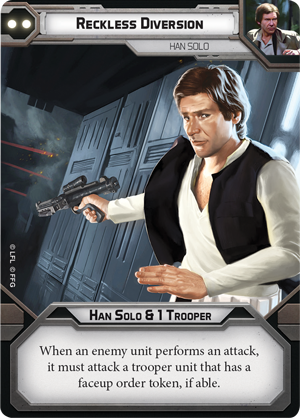 Reckless Diversion
Han Solo
© LFL © FFG
Han Solo & 1 Trooper
When an enemy unit performs an attack,
it must attack a trooper unit that has a
faceup order token, if able.